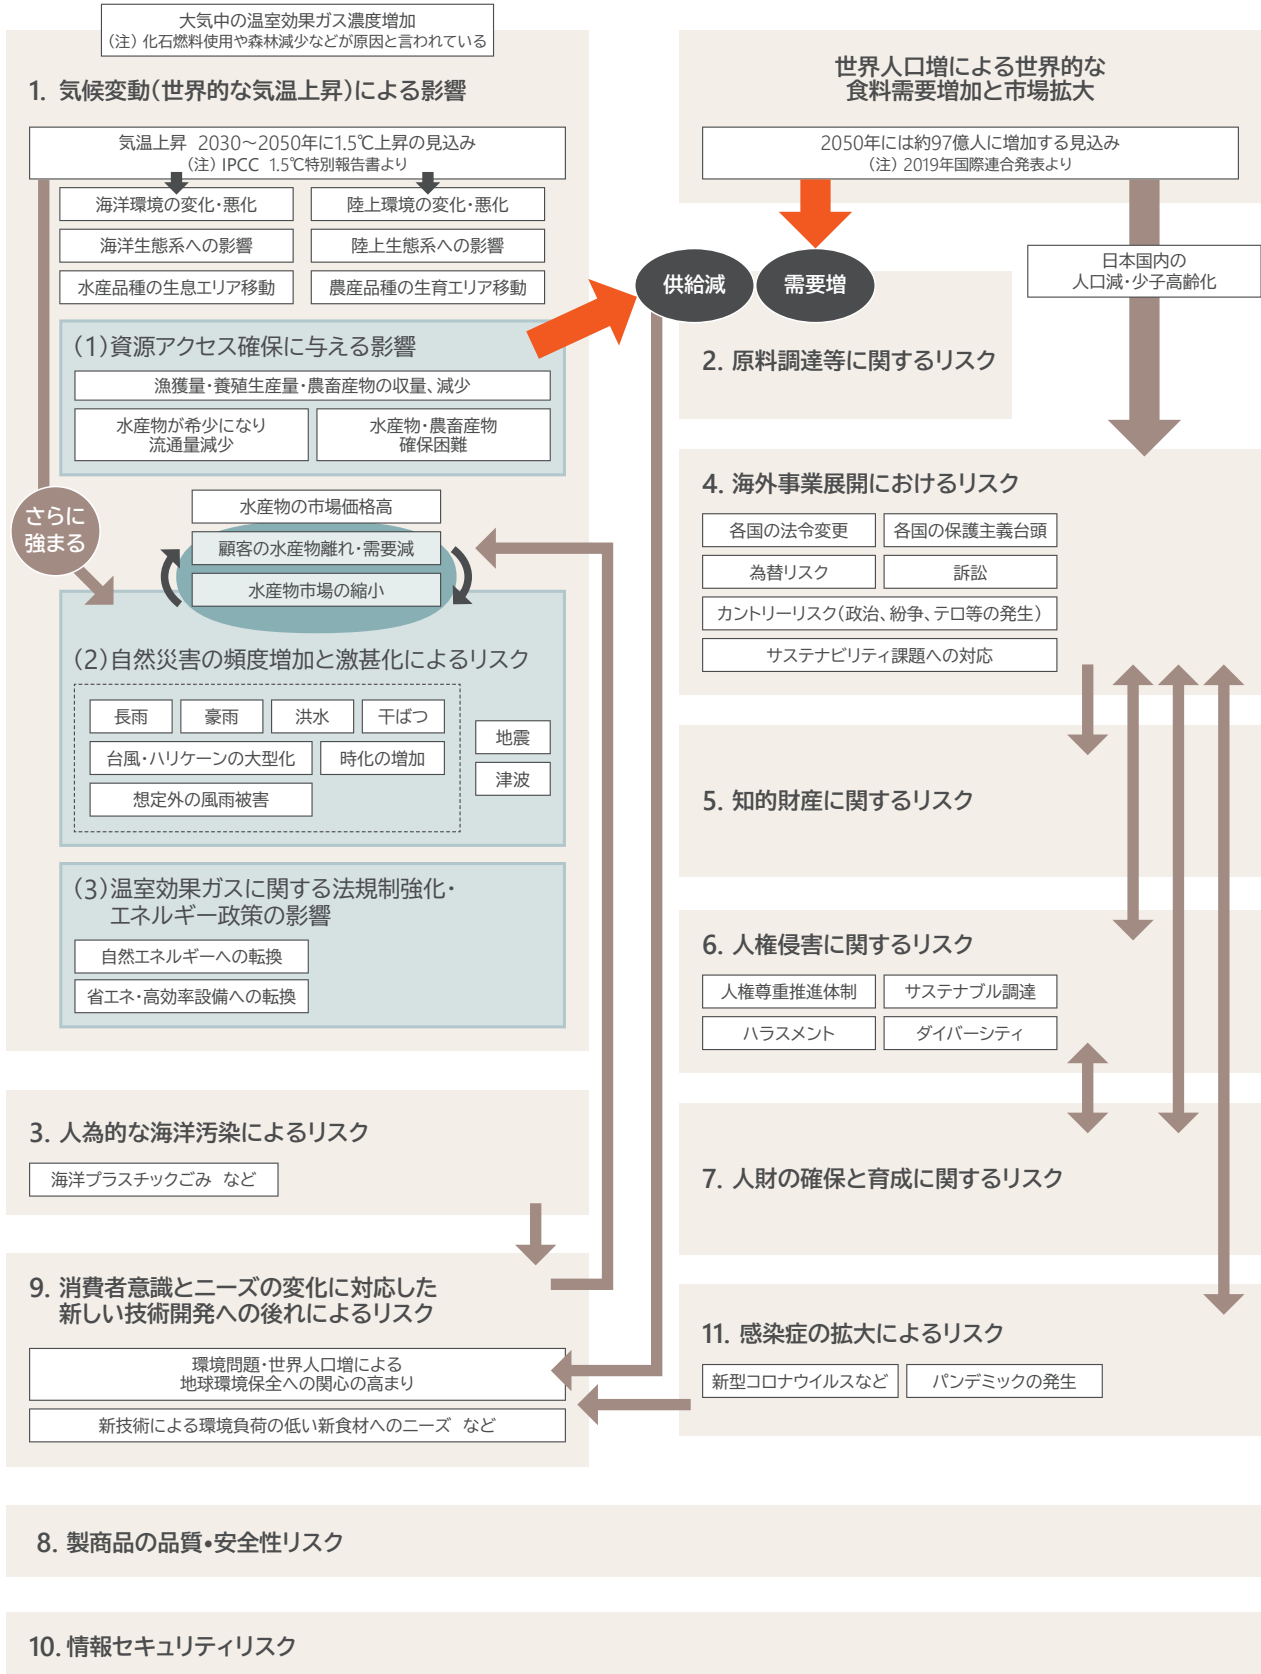 大気中の温室効果ガス濃度増加
(注) 化石燃料使用や森林減少などが原因と言われている
1. 気候変動(世界的な気温上昇)による影響
気温上昇 2030～2050年に1.5℃上昇の見込み
(注) IPCC 1.5℃特別報告書より
海洋環境の変化・悪化
陸上環境の変化・悪化
海洋生態系への影響
陸上生態系への影響
水産品種の生息エリア移動
農産品種の生育エリア移動
(1)資源アクセス確保に与える影響
漁獲量・養殖生産量・農畜産物の収量、減少
水産物が希少になり
流通量減少
水産物・農畜産物
確保困難
さらに
強まる
水産物の市場価格高
顧客の水産物離れ・需要減
水産物市場の縮小
(2)自然災害の頻度増加と激甚化によるリスク
長雨
豪雨
洪水
干ばつ
台風・ハリケーンの大型化
時化の増加
想定外の風雨被害
地震
津波
(3)温室効果ガスに関する法規制強化・
エネルギー政策の影響
自然エネルギーへの転換
省エネ・高効率設備への転換
3. 人為的な海洋汚染によるリスク
海洋プラスチックごみ など
9. 消費者意識とニーズの変化に対応した
新しい技術開発への後れによるリスク
環境問題・世界人口増による
地球環境保全への関心の高まり
新技術による環境負荷の低い新食材へのニーズ など
世界人口増による世界的な
食料需要増加と市場拡大
2050年には約97億人に増加する見込み
(注) 2019年国際連合発表より
供給減
需要増
日本国内の
人口減・少子高齢化
2. 原料調達等に関するリスク
4. 海外事業展開におけるリスク
各国の法令変更
各国の保護主義台頭
為替リスク
訴訟
カントリーリスク(政治、紛争、テロ等の発生)
サステナビリティ課題への対応
5. 知的財産に関するリスク
6. 人権侵害に関するリスク
人権尊重推進体制
サステナブル調達
ハラスメント
ダイバーシティ
7. 人財の確保と育成に関するリスク
11. 感染症の拡大によるリスク
新型コロナウイルスなど
パンデミックの発生
8. 製商品の品質・安全性リスク
10. 情報セキュリティリスク